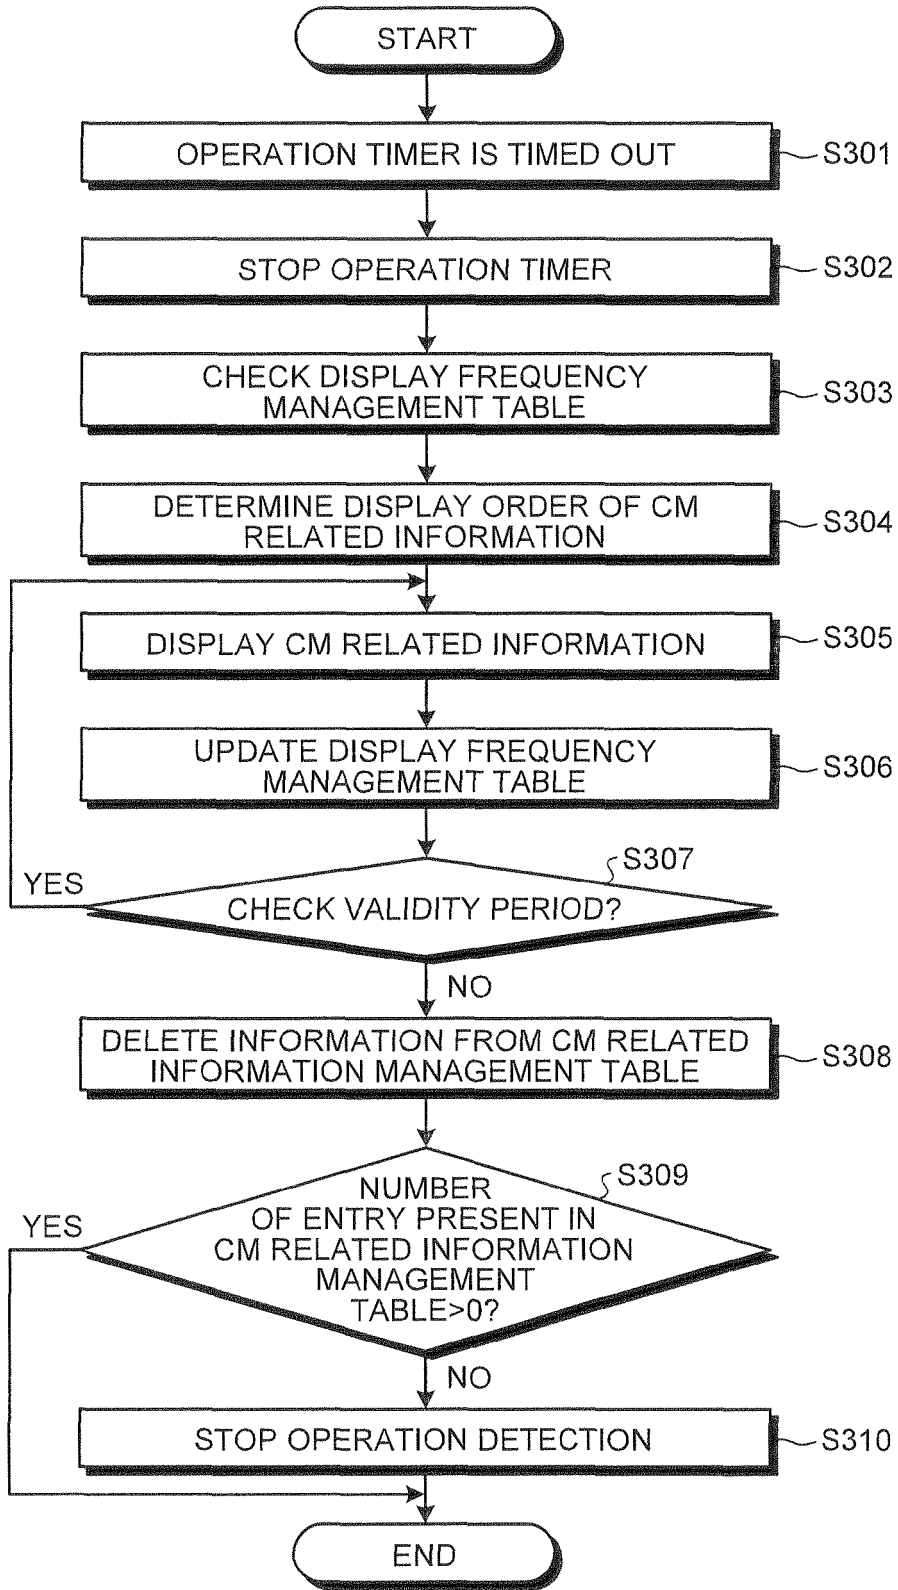 START
OPERATION TIMER IS TIMED OUT
S301
STOP OPERATION TIMER
S302
CHECK DISPLAY FREQUENCY
MANAGEMENT TABLE
S303
DETERMINE DISPLAY ORDER OF CM
RELATED INFORMATION
S304
DISPLAY CM RELATED INFORMATION
S305
UPDATE DISPLAY FREQUENCY
MANAGEMENT TABLE
S306
S307
YES
CHECK VALIDITY PERIOD?
NO
DELETE INFORMATION FROM CM RELATED
INFORMATION MANAGEMENT TABLE
S308
S309
YES
NUMBER
OF ENTRY PRESENT IN
CM RELATED INFORMATION
MANAGEMENT
TABLE>0?
NO
STOP OPERATION DETECTION
S310
END